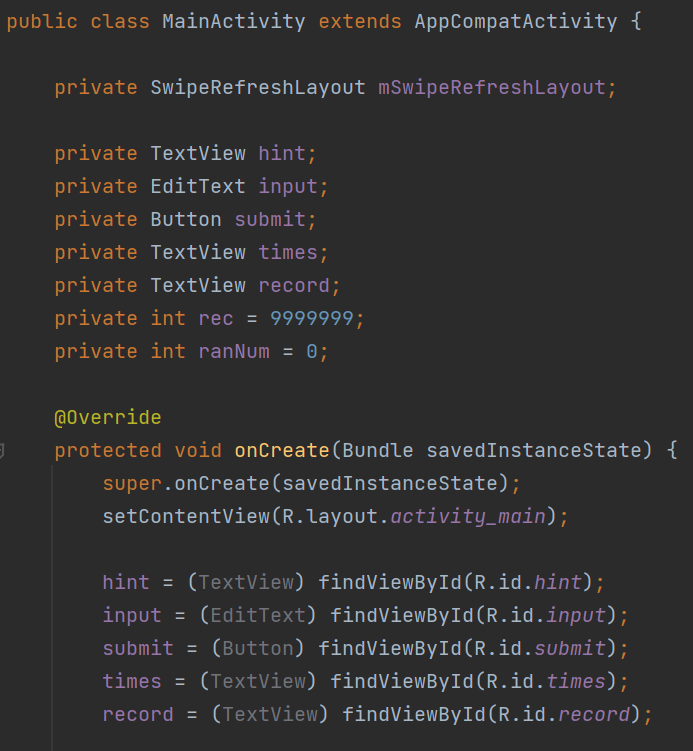 public class MainActivity extends AppCompatActivity {
private SwipeRefreshLayout mSwipeRefreshLayout;
private TextView hint;
private EditText input;
private Button submit;
private TextView times;
private TextView record;
private int rec = 9999999;
private int ranNum = 0;
@Override
protected void onCreate(Bundle savedInstanceState) {
super.onCreate(savedInstanceState);
setContentView(R.layout.activity_main);
hint = (TextView) findViewById(R.id.hint);
input = (EditText) findViewById(R.id.input);
submit = (Button) findViewById(R.id.submit);
times = (TextView) findViewById(R.id.times);
record = (TextView) findViewById(R.id.record);